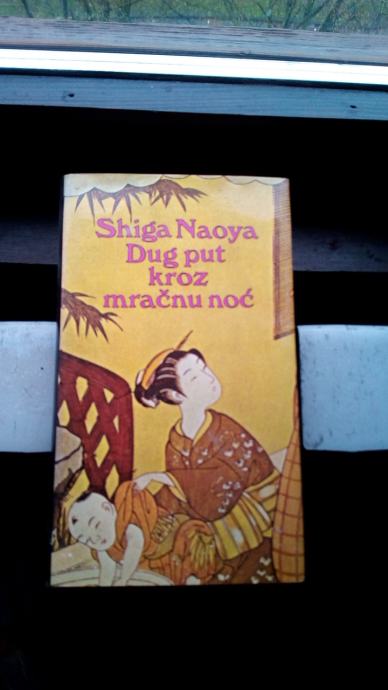 Shiga Naoya
Dug put
kroz
mračnu noć